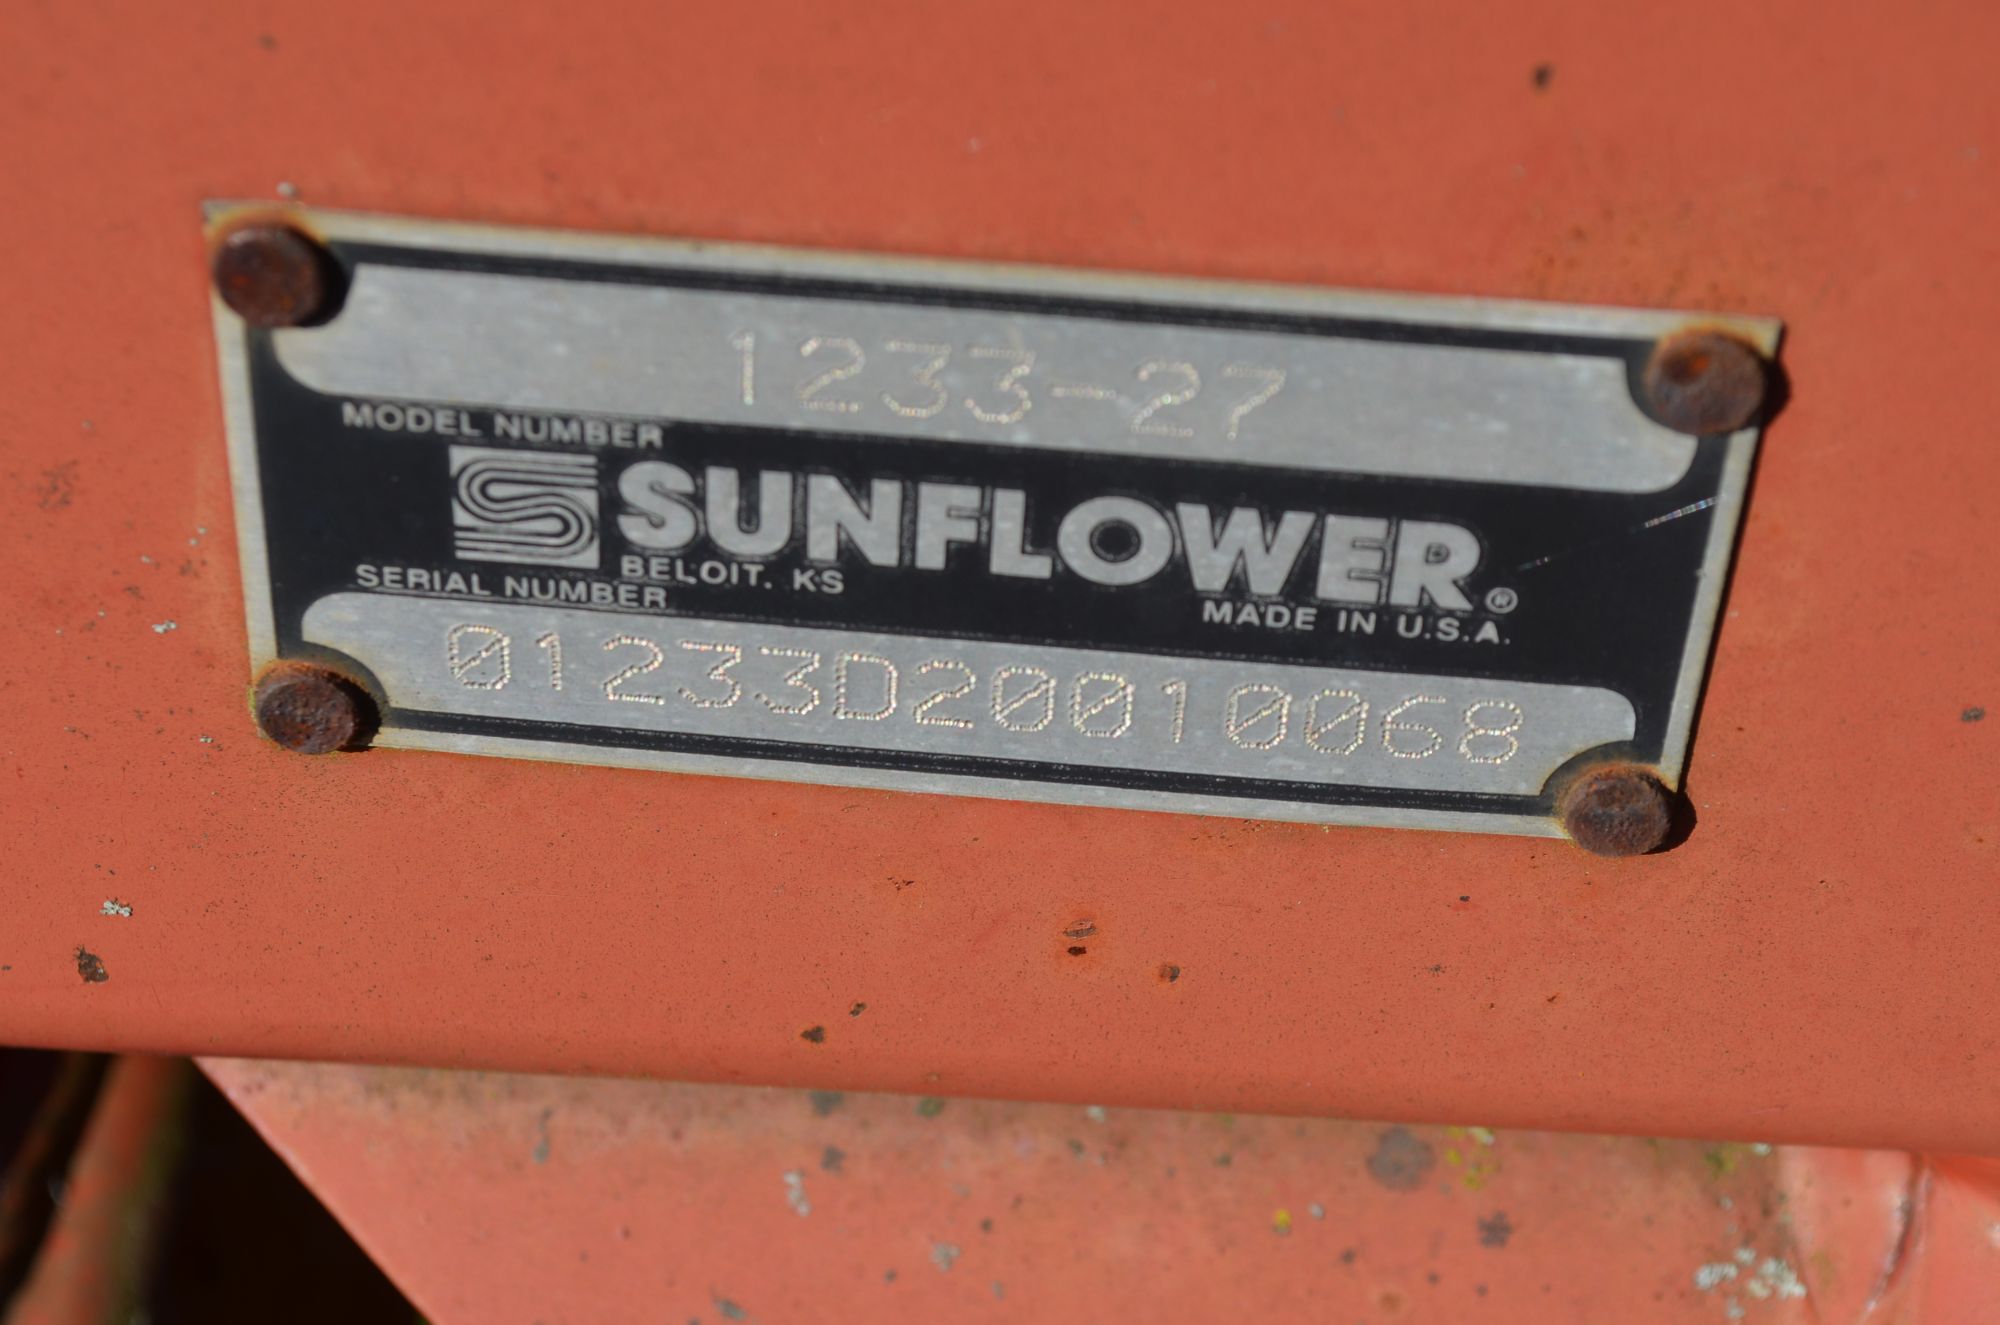 1233-27
MODEL NUMBER
SUNFLOWER®
BELOIT. KS
MADE IN U.S.A.
SERIAL NUMBER
01233D20010068